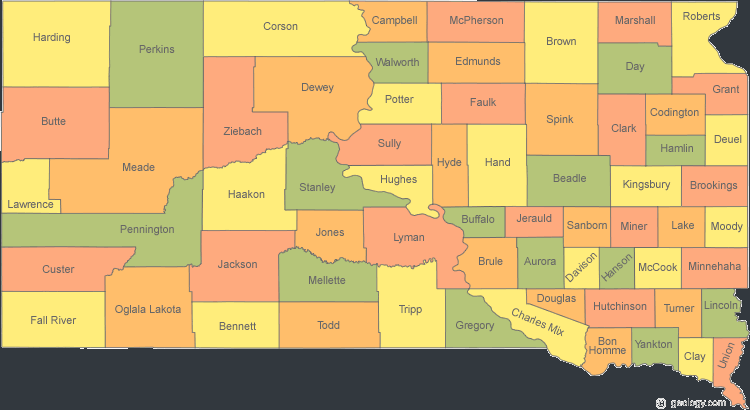 Harding
Perkins
Corson
Campbell
McPherson
Brown
Marshall
Roberts
Walworth
Edmunds
Day
Dewey
Potter
Faulk
Spink
Grant
Codington
Butte
Ziebach
Clark
Deuel
Meade
Sully
Hyde
Hand
Hamlin
Haakon
Stanley
Hughes
Beadle
Kingsbury
Brookings
Lawrence
Pennington
Jones
Lyman
Buffalo
Jerauld
Sanborn
Miner
Lake
Moody
Custer
Jackson
Mellette
Brule
Aurora
Davison
Hanson
McCook
Minnehaha
Fall River
Oglala Lakota
Bennett
Todd
Tripp
Gregory
Charles Mix
Douglas
Hutchinson
Turner
Lincoln
Bon
Homme
Yankton
Clay
Union
© geology.com